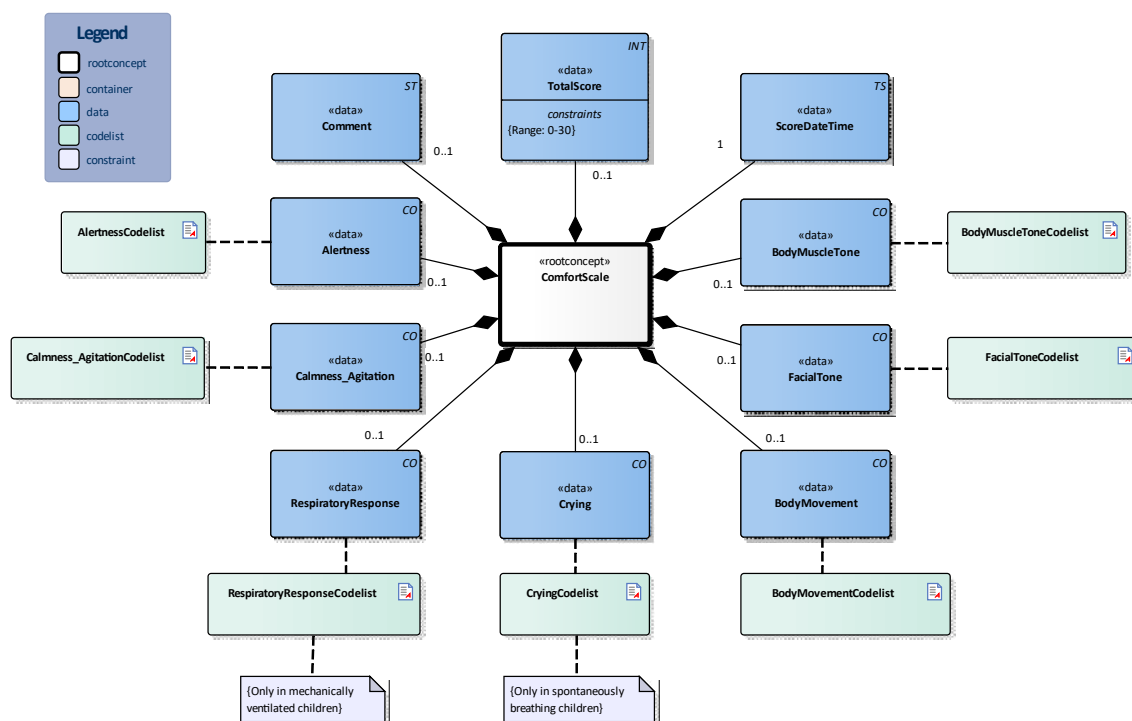 Legend
rootconcept
container
data
codelist
constraint
ST
«data»
Comment
0..1
INT
«data»
TotalScore
constraints
{Range: 0-30}
0..1
TS
«data»
ScoreDateTime
1
AlertnessCodelist
CO
«data»
Alertness
0..1
«rootconcept»
ComfortScale
CO
«data»
BodyMuscleTone
0..1
BodyMuscleToneCodelist
Calmness_AgitationCodelist
CO
«data»
Calmness_Agitation
0..1
CO
«data»
FacialTone
0..1
FacialToneCodelist
0..1
CO
«data»
RespiratoryResponse
0..1
CO
«data»
Crying
0..1
CO
«data»
BodyMovement
RespiratoryResponseCodelist
CryingCodelist
BodyMovementCodelist
{Only in mechanically
ventilated children}
{Only in spontaneously
breathing children}